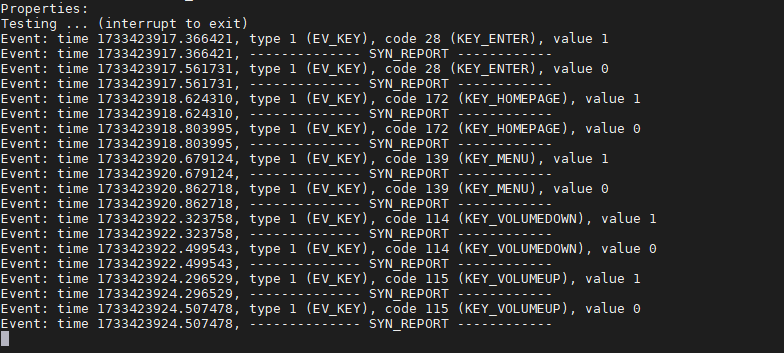 Properties:
Testing ... (interrupt to exit)
Event: time 1733423917.366421, type 1 (EV_KEY), code 28 (KEY_ENTER), value 1
Event: time 1733423917.366421, -------------- SYN_REPORT ------------
Event: time 1733423917.561731, type 1 (EV_KEY), code 28 (KEY_ENTER), value 0
Event: time 1733423917.561731, -------------- SYN_REPORT ------------
Event: time 1733423918.624310, type 1 (EV_KEY), code 172 (KEY_HOMEPAGE), value 1
Event: time 1733423918.624310, -------------- SYN_REPORT ------------
Event: time 1733423918.803995, type 1 (EV_KEY), code 172 (KEY_HOMEPAGE), value 0
Event: time 1733423918.803995, -------------- SYN_REPORT ------------
Event: time 1733423920.679124, type 1 (EV_KEY), code 139 (KEY_MENU), value 1
Event: time 1733423920.679124, -------------- SYN_REPORT ------------
Event: time 1733423920.862718, type 1 (EV_KEY), code 139 (KEY_MENU), value 0
Event: time 1733423920.862718, -------------- SYN_REPORT ------------
Event: time 1733423922.323758, type 1 (EV_KEY), code 114 (KEY_VOLUMEDOWN), value 1
Event: time 1733423922.323758, -------------- SYN_REPORT ------------
Event: time 1733423922.499543, type 1 (EV_KEY), code 114 (KEY_VOLUMEDOWN), value 0
Event: time 1733423922.499543, -------------- SYN_REPORT ------------
Event: time 1733423924.296529, type 1 (EV_KEY), code 115 (KEY_VOLUMEUP), value 1
Event: time 1733423924.296529, -------------- SYN_REPORT ------------
Event: time 1733423924.507478, type 1 (EV_KEY), code 115 (KEY_VOLUMEUP), value 0
Event: time 1733423924.507478, -------------- SYN_REPORT ------------